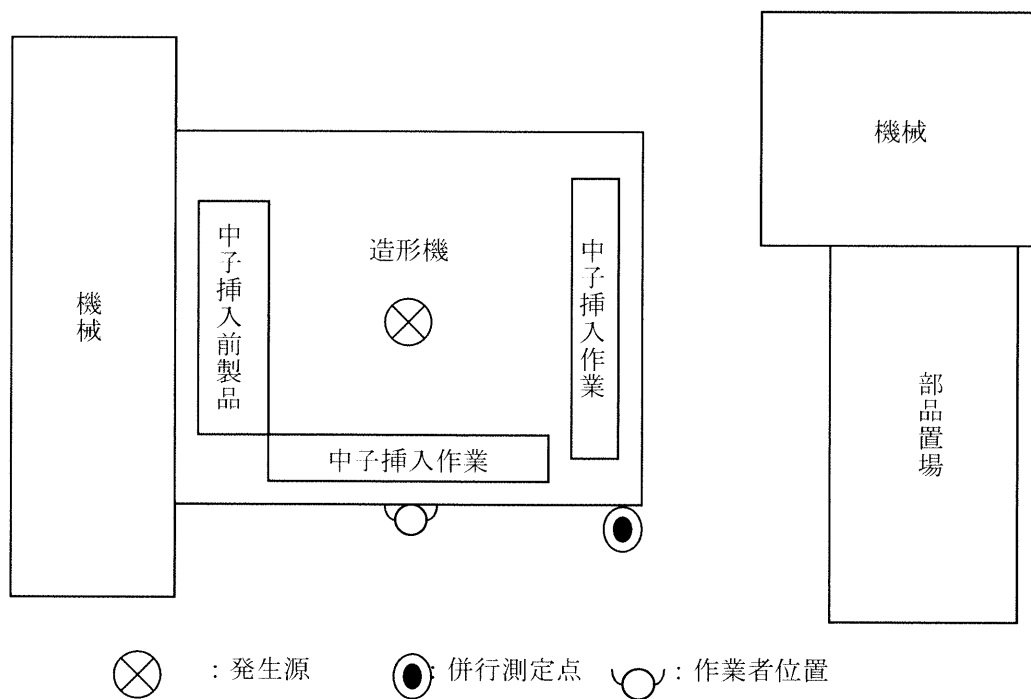 機械
中子挿入前製品
造形機
中子挿入作業
中子挿入作業
機械
部品置場
：発生源
：併行測定点
：作業者位置